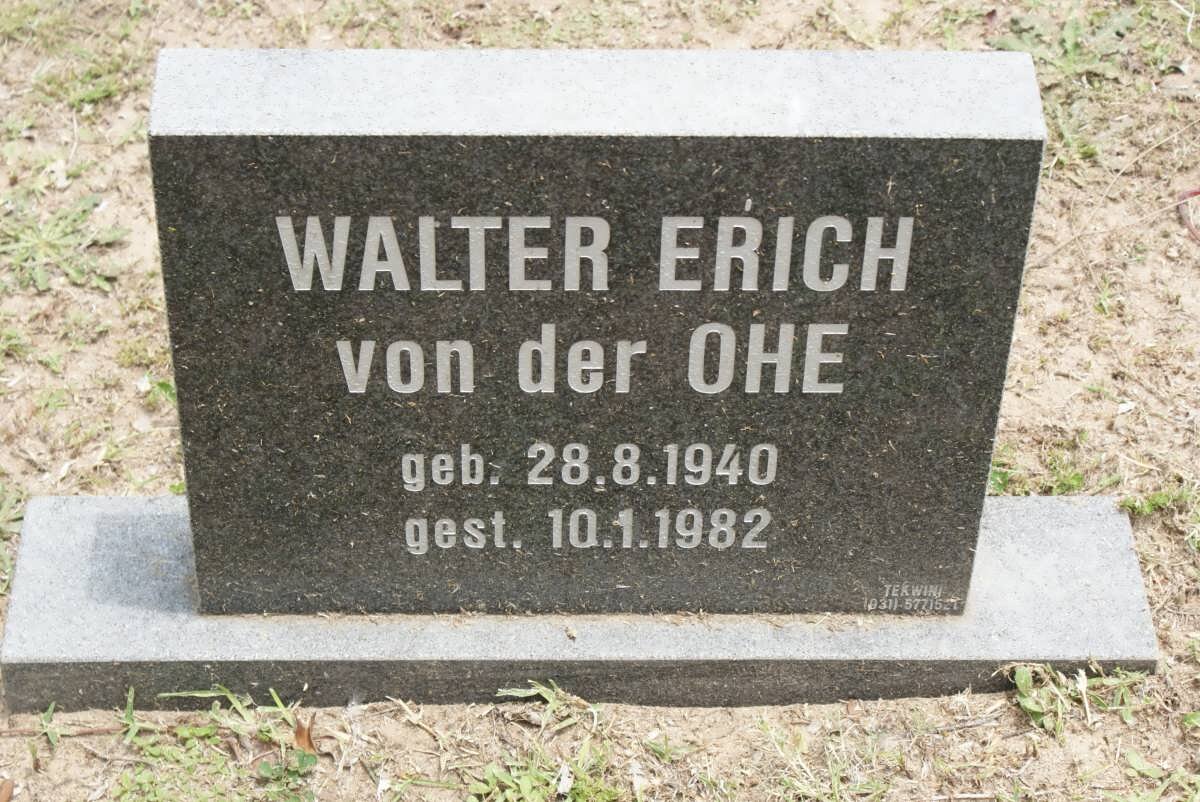 WALTER ERICH
von der OHE
geb. 28.8.1940
gest. 10.1.1982
TEKWINI
(031) 5771521